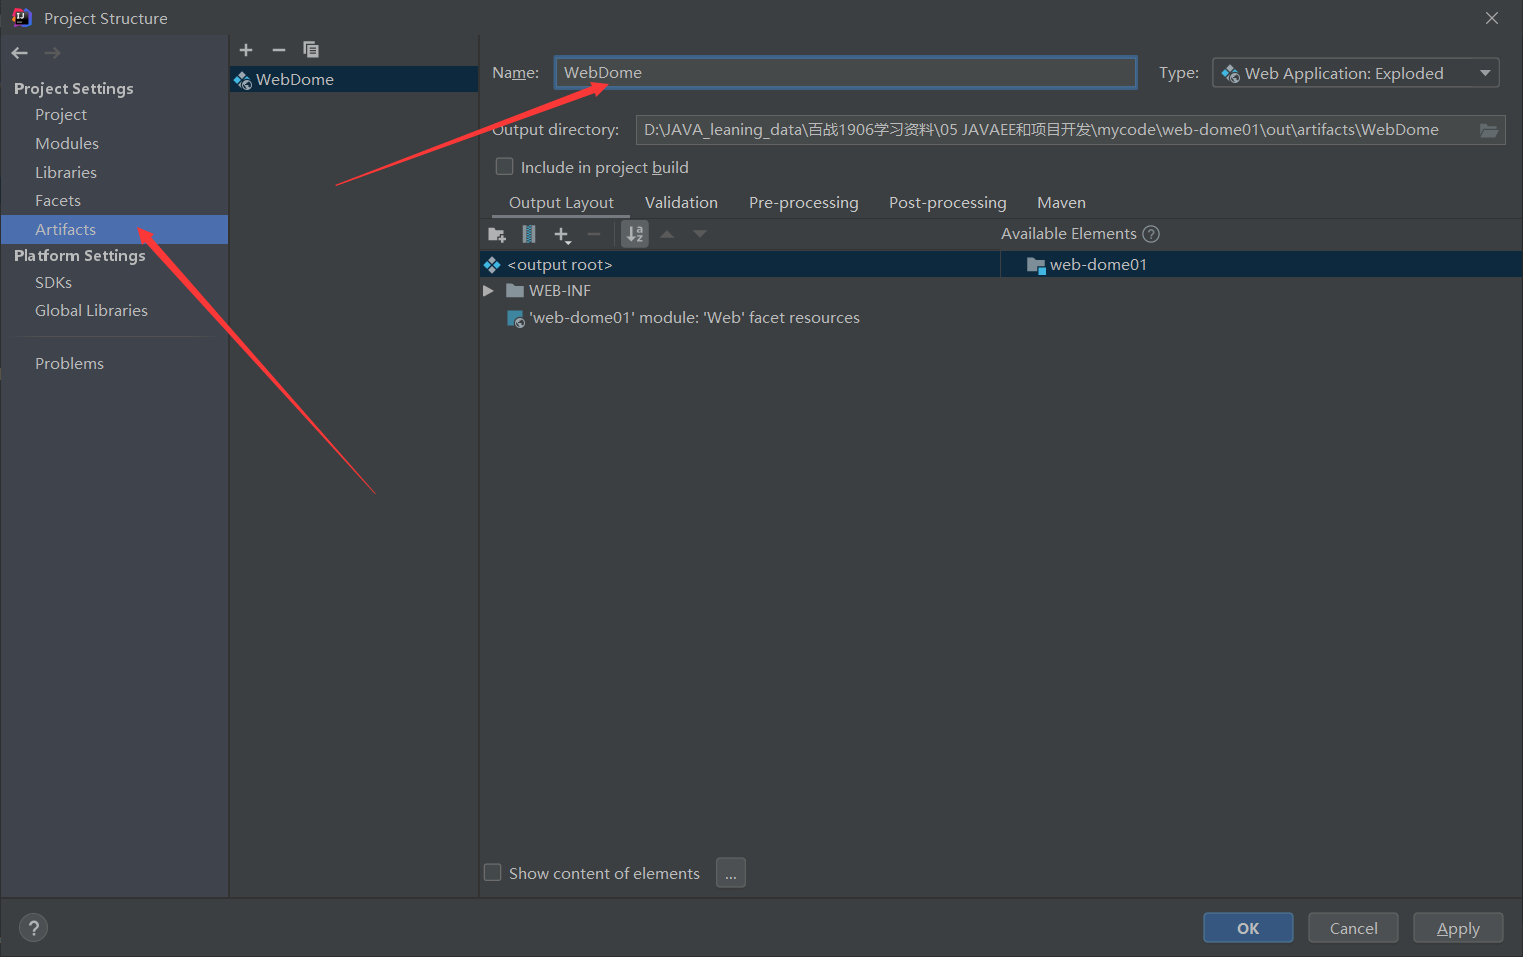 Project Structure
Project Settings
Project
Modules
Libraries
Facets
Artifacts
Platform Settings
SDKs
Global Libraries
Problems
WebDome
Name: WebDome
Type: Web Application: Exploded
Output directory: D:\JAVA_leaning_data\百战1906学习资料\05 JAVAEE和项目开发\mycode\web-dome01\out\artifacts\WebDome
Include in project build
Output Layout Validation Pre-processing Post-processing Maven
Available Elements ?
<output root>
web-dome01
WEB-INF
'web-dome01' module: 'Web' facet resources
Show content of elements ...
? OK Cancel Apply